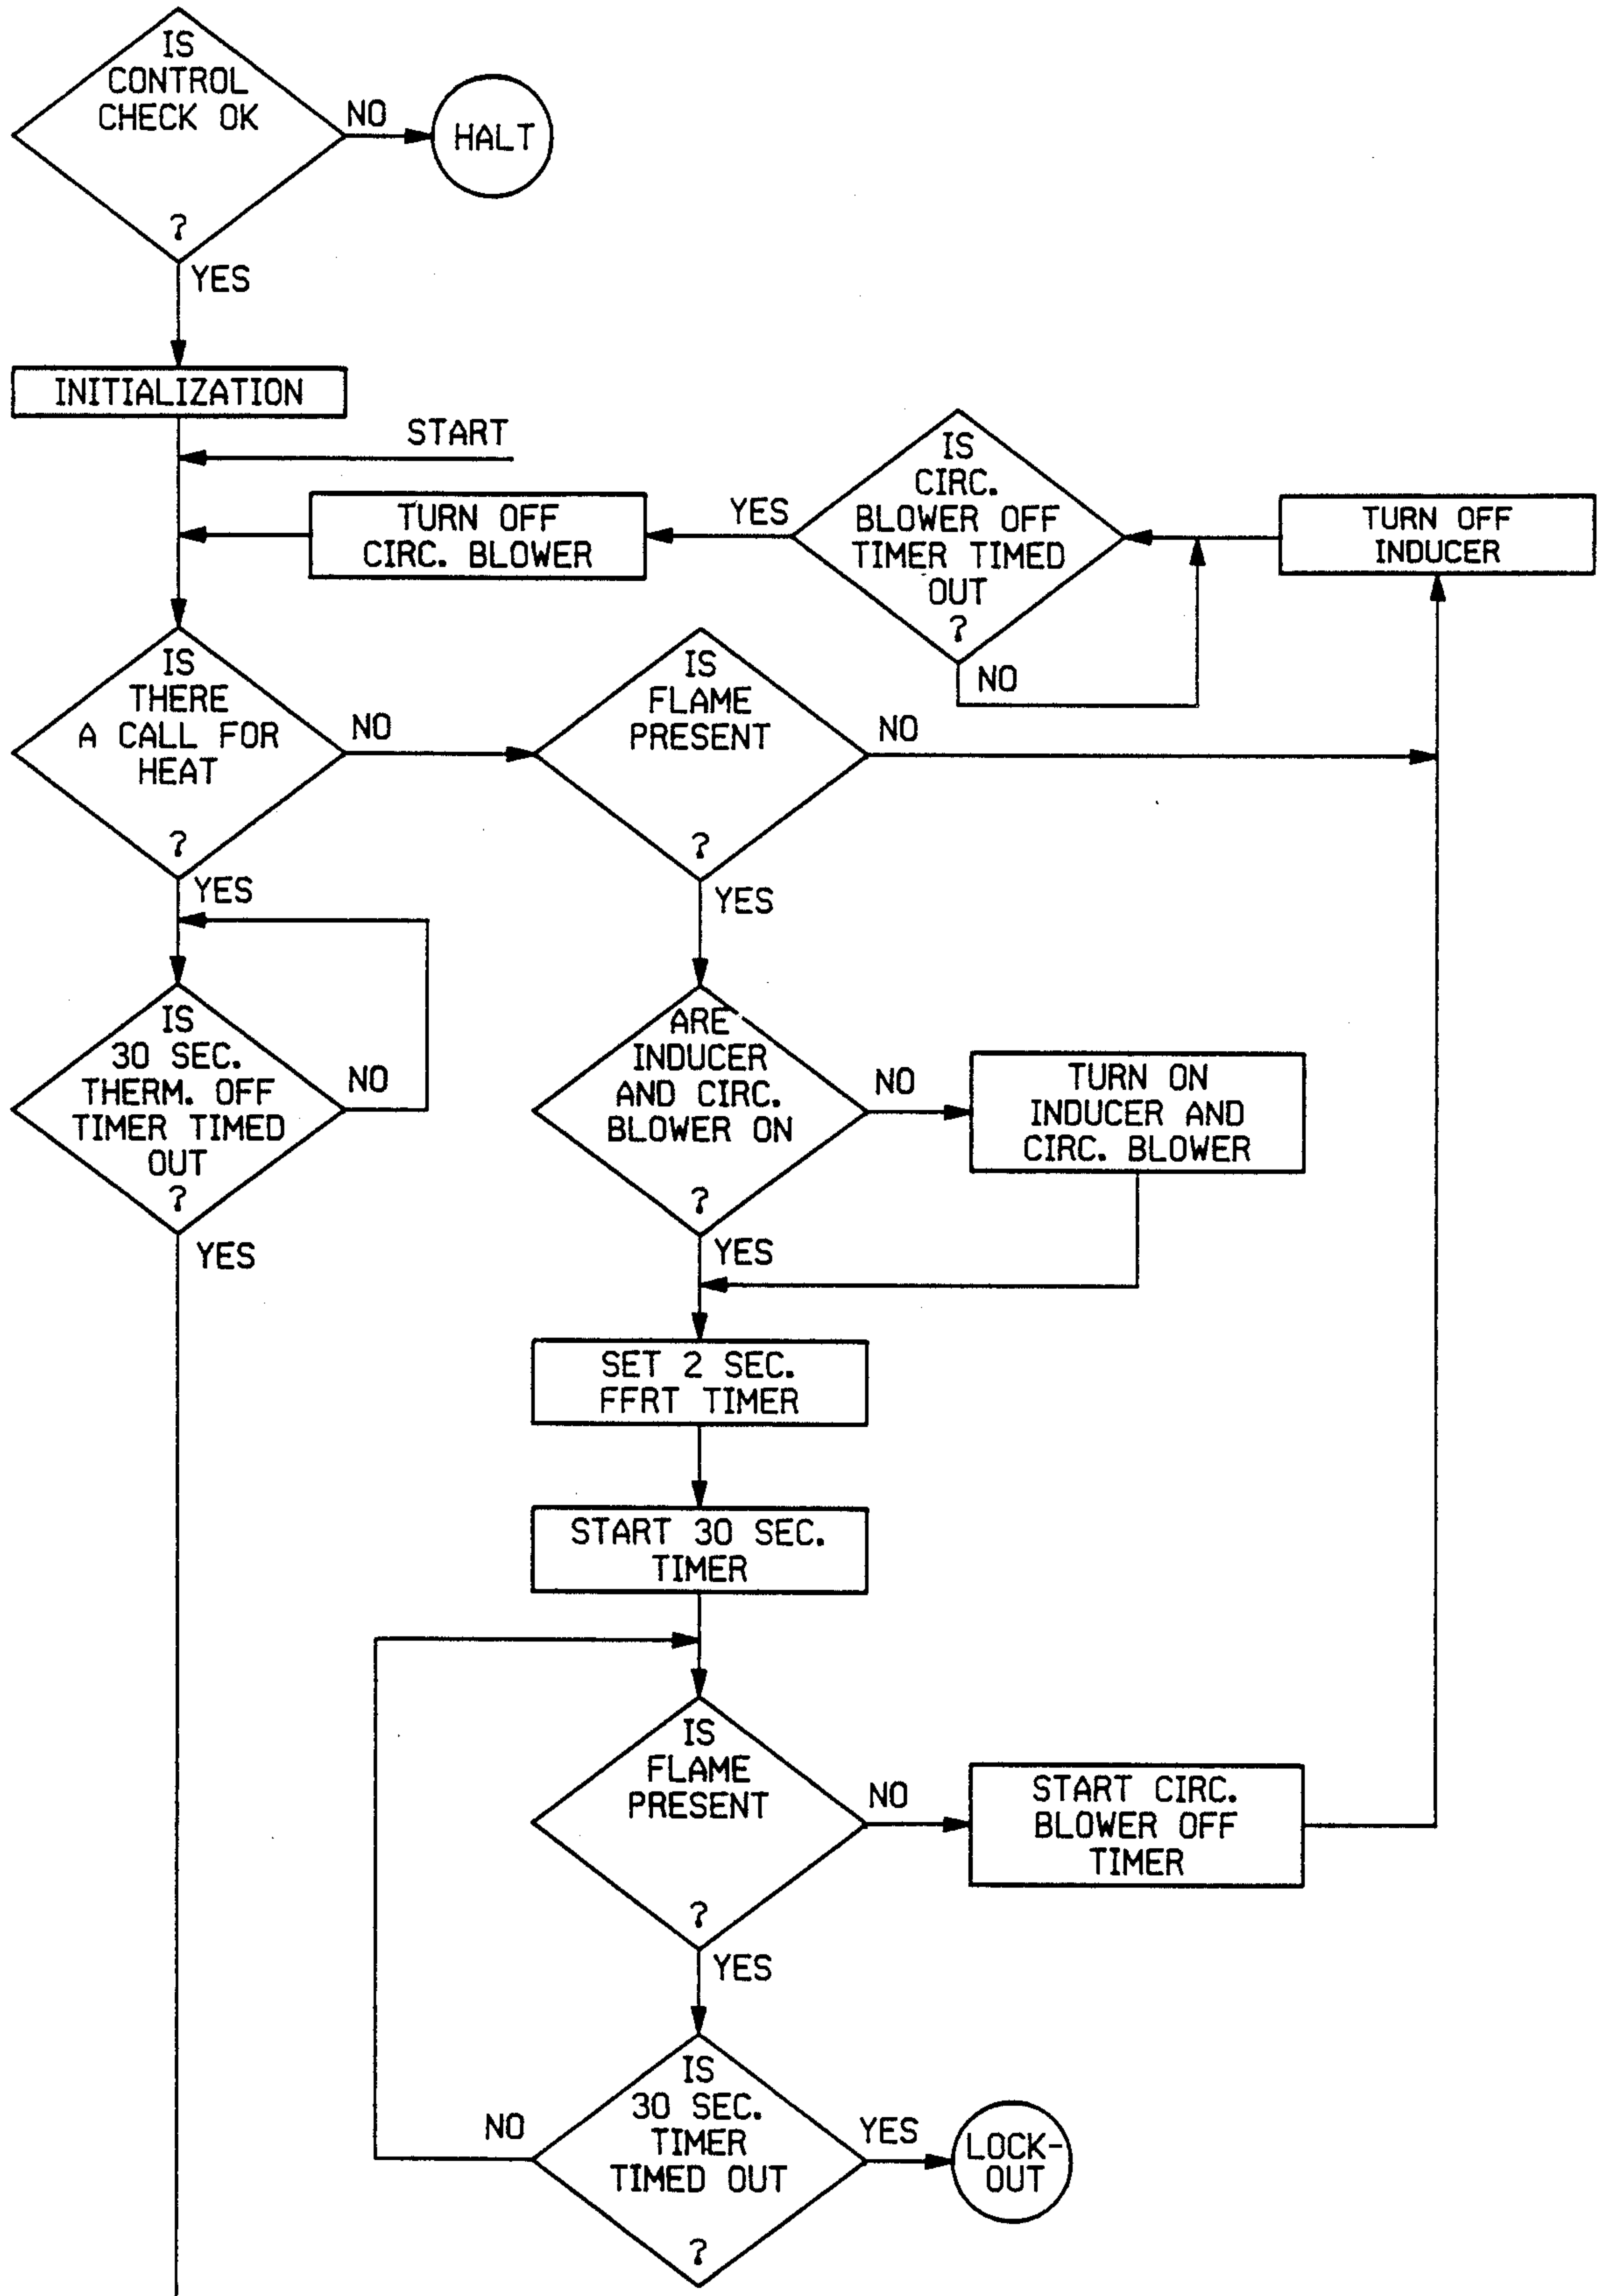 IS
CONTROL
CHECK OK
?
NO
HALT
YES
INITIALIZATION
START
TURN OFF
CIRC. BLOWER
YES
IS
CIRC.
BLOWER OFF
TIMER TIMED
OUT
?
NO
TURN OFF
INDUCER
IS
THERE
A CALL FOR
HEAT
?
NO
YES
IS
FLAME
PRESENT
?
NO
YES
IS
30 SEC.
THERM. OFF
TIMER TIMED
OUT
?
NO
YES
ARE
INDUCER
AND CIRC.
BLOWER ON
?
NO
TURN ON
INDUCER AND
CIRC. BLOWER
YES
SET 2 SEC.
FFRT TIMER
START 30 SEC.
TIMER
IS
FLAME
PRESENT
?
NO
START CIRC.
BLOWER OFF
TIMER
YES
IS
30 SEC.
TIMER
TIMED OUT
?
NO
YES
LOCK-
OUT